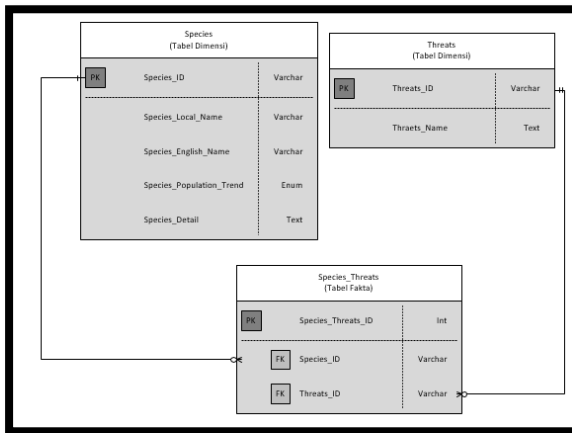 Species
(Tabel Dimensi)
PK Species_ID Varchar
Species_Local_Name Varchar
Species_English_Name Varchar
Species_Population_Trend Enum
Species_Detail Text
Threats
(Tabel Dimensi)
PK Threats_ID Varchar
Thraets_Name Text
Species_Threats
(Tabel Fakta)
PK Species_Threats_ID Int
FK Species_ID Varchar
FK Threats_ID Varchar